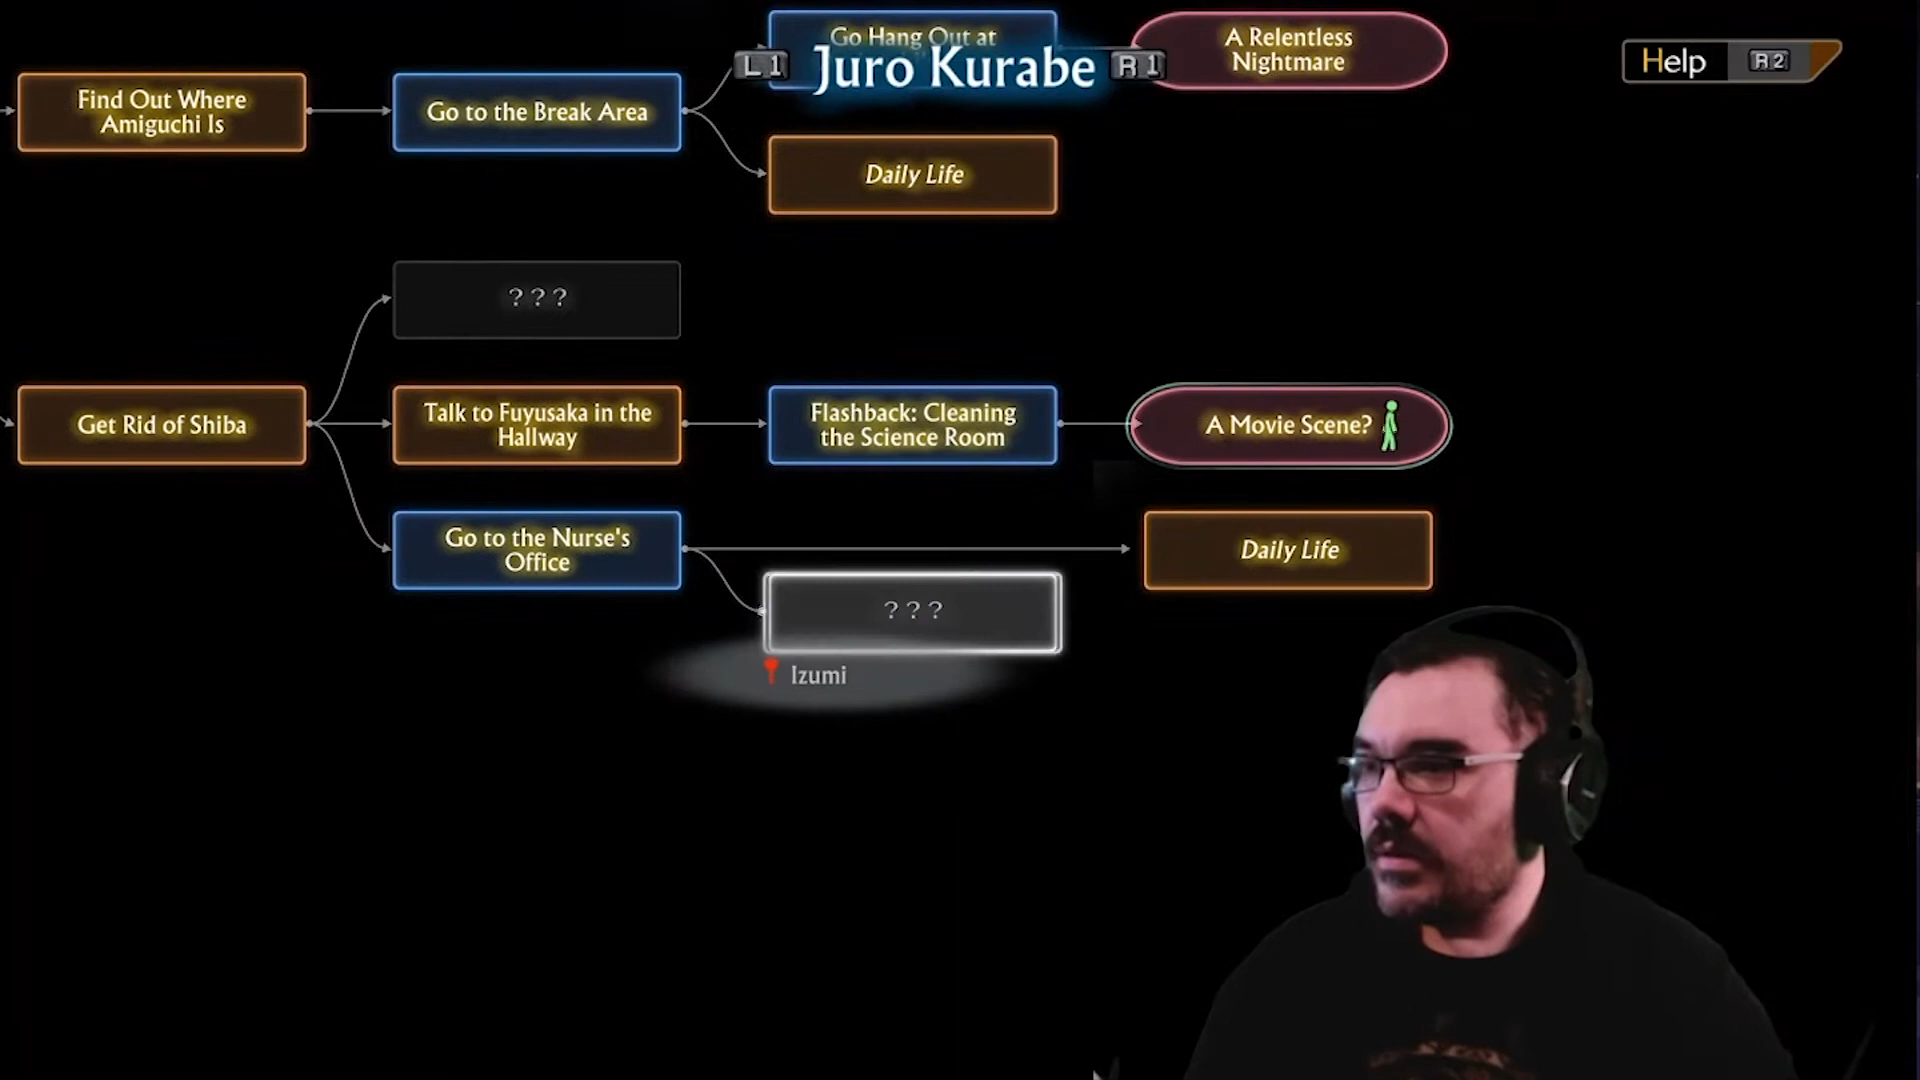 Go Hang Out at
L1
Juro Kurabe
R1
A Relentless
Nightmare
Help
R2
Find Out Where
Amiguchi Is
Go to the Break Area
Daily Life
???
Get Rid of Shiba
Talk to Fuyusaka in the
Hallway
Flashback: Cleaning
the Science Room
A Movie Scene?
Go to the Nurse's
Office
Daily Life
???
Izumi